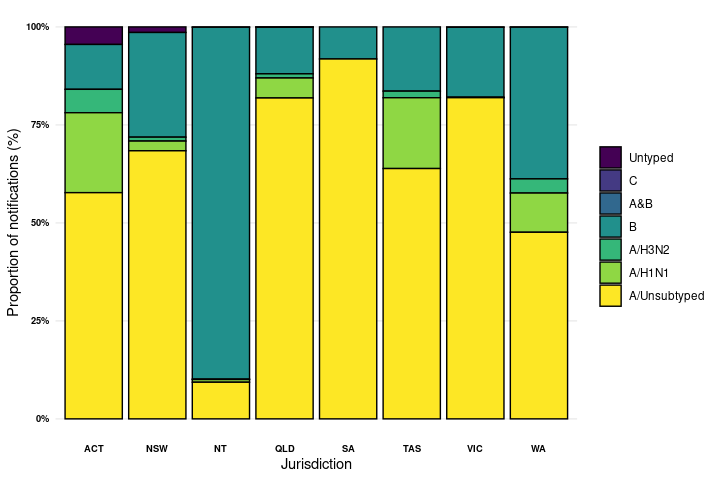 Proportion of notifications (%)
100%
75%
50%
25%
0%
ACT NSW NT QLD SA TAS VIC WA
Jurisdiction
Untyped
C
A&B
B
A/H3N2
A/H1N1
A/Unsubtyped